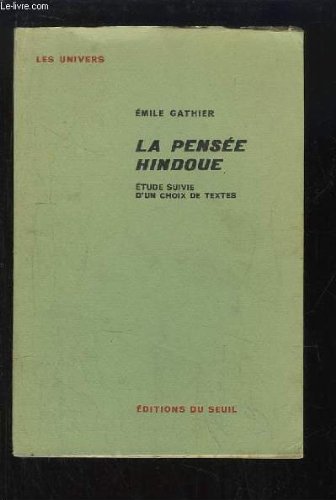 LES UNIVERS
ÉMILE GATHIER
LA PENSÉE
HINDOUE
ÉTUDE SUIVIE
D'UN CHOIX DE TEXTES
ÉDITIONS DU SEUIL
le-livre.com